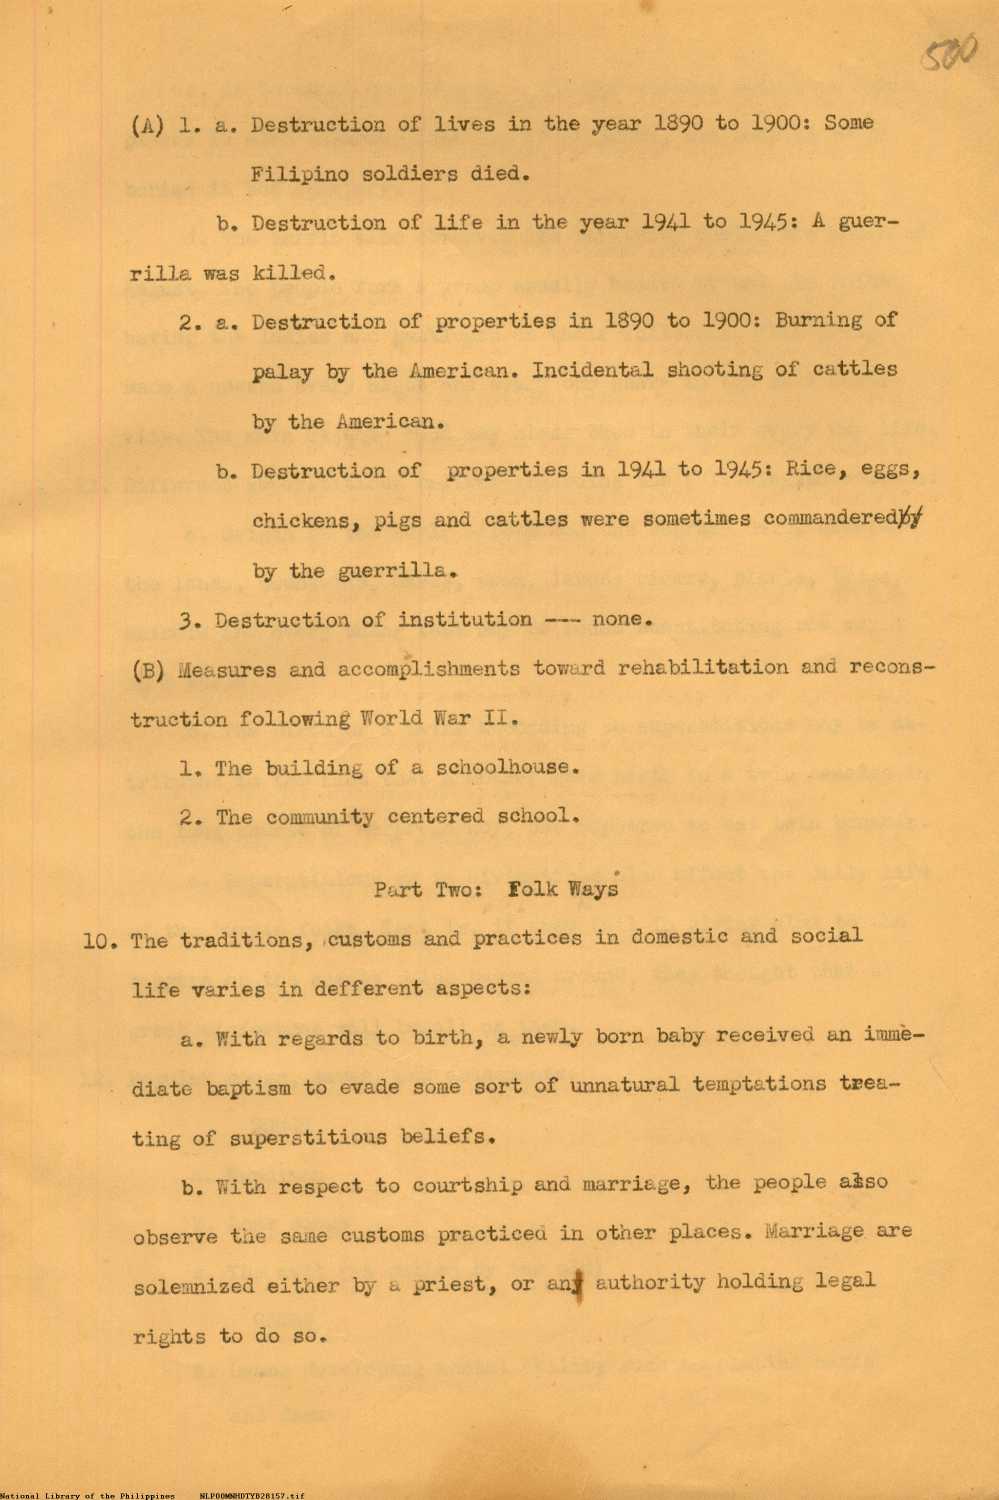 500
(A) 1. a. Destruction of lives in the year 1890 to 1900: Some
Filipino soldiers died.
b. Destruction of life in the year 1941 to 1945: A guer-
rilla was killed.
2. a. Destruction of properties in 1890 to 1900: Burning of
palay by the American. Incidental shooting of cattles
by the American.
b. Destruction of properties in 1941 to 1945: Rice, eggs,
chickens, pigs and cattles were sometimes commandered
by the guerrilla.
3. Destruction of institution --- none.
(B) Measures and accomplishments toward rehabilitation and recons-
truction following World War II.
1. The building of a schoolhouse.
2. The community centered school.
Part Two: Folk Ways
10. The traditions, customs and practices in domestic and social
life varies in defferent aspects:
a. With regards to birth, a newly born baby received an imme-
diate baptism to evade some sort of unnatural temptations trea-
ting of superstitious beliefs.
b. With respect to courtship and marriage, the people also
observe the same customs practiced in other places. Marriage are
solemnized either by a priest, or any authority holding legal
rights to do so.
National Library of the Philippines NLPOOMNHDTYB28157.tif